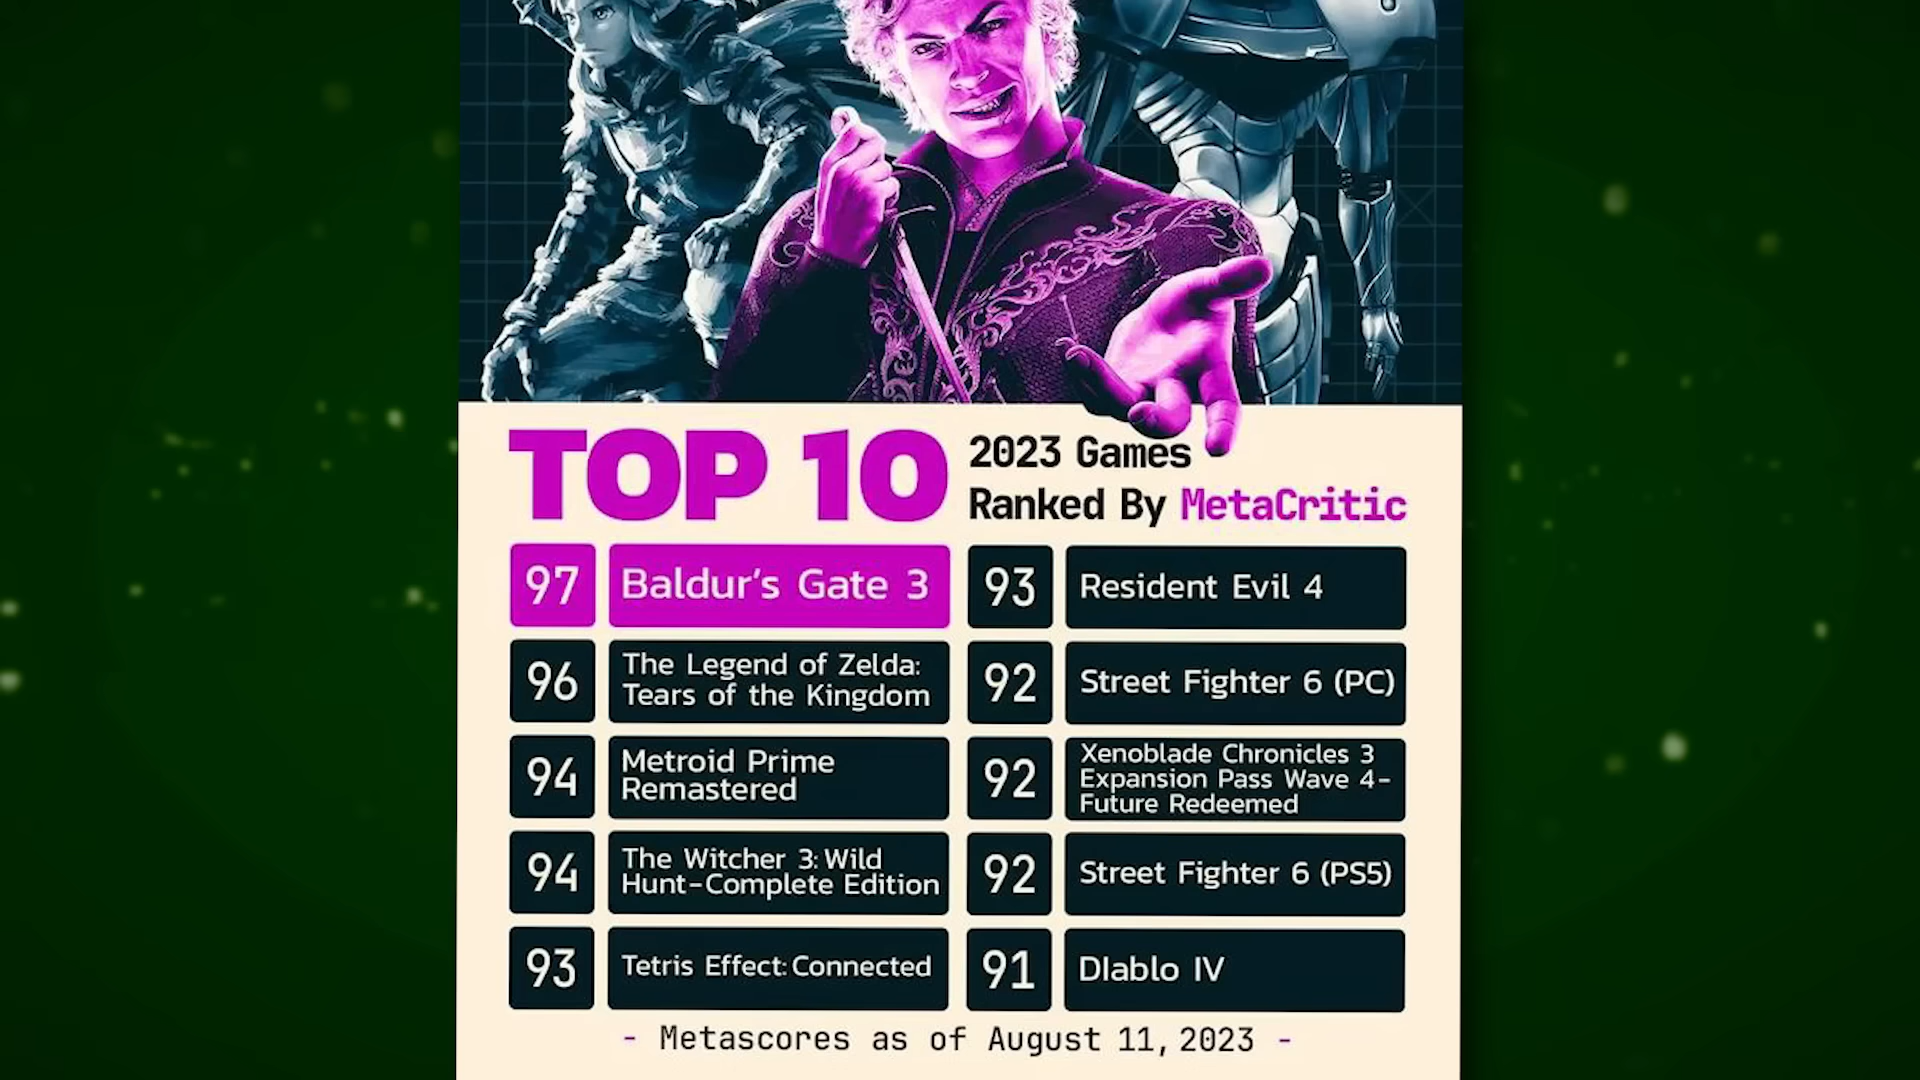 TOP 10
2023 Games
Ranked By MetaCritic
97
Baldur's Gate 3
96
The Legend of Zelda:
Tears of the Kingdom
94
Metroid Prime
Remastered
94
The Witcher 3: Wild
Hunt-Complete Edition
93
Tetris Effect: Connected
93
Resident Evil 4
92
Street Fighter 6 (PC)
92
Xenoblade Chronicles 3
Expansion Pass Wave 4-
Future Redeemed
92
Street Fighter 6 (PS5)
91
DIablo IV
- Metascores as of August 11, 2023 -